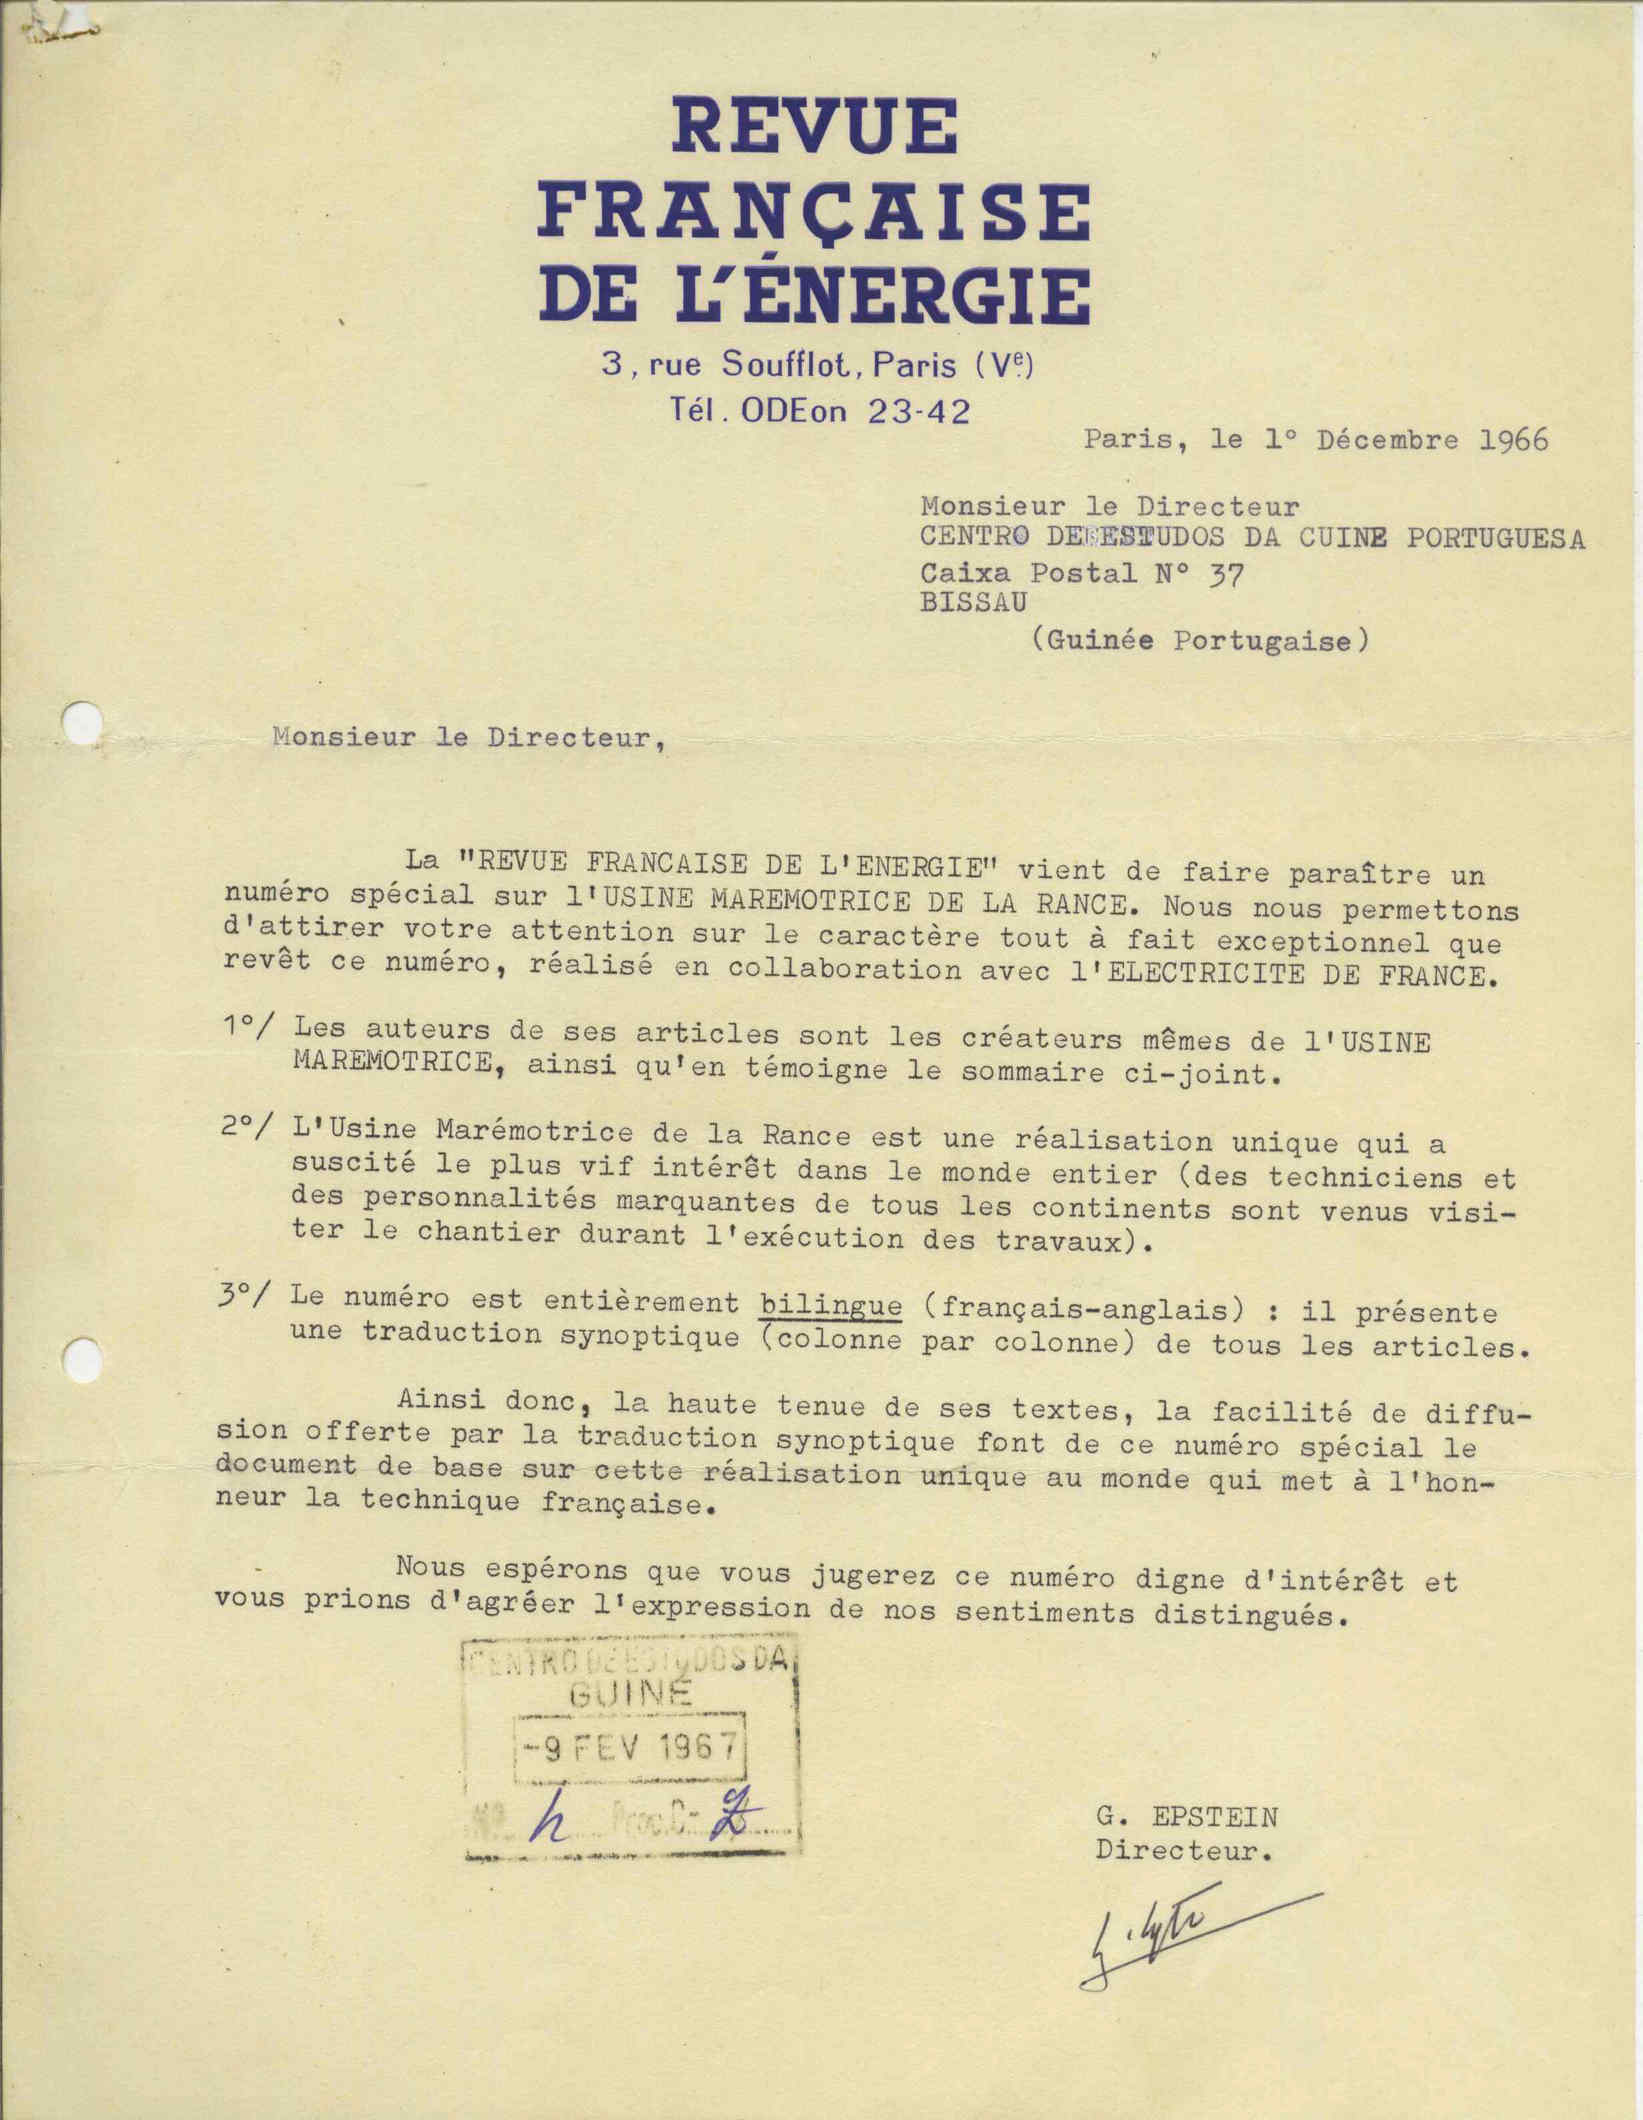 REVUE
FRANÇAISE
DE L'ÉNERGIE
3, rue Soufflot, Paris (Ve)
Tél. ODEon 23-42
Paris, le 1° Décembre 1966
Monsieur le Directeur
CENTRO DE ESTUDOS DA CUINE PORTUGUESA
Caixa Postal N° 37
BISSAU
(Guinée Portugaise)
Monsieur le Directeur,
La "REVUE FRANCAISE DE L'ENERGIE" vient de faire paraître un
numéro spécial sur l'USINE MAREMOTRICE DE LA RANCE. Nous nous permettons
d'attirer votre attention sur le caractère tout à fait exceptionnel que
revêt ce numéro, réalisé en collaboration avec l'ELECTRICITE DE FRANCE.
1°/ Les auteurs de ses articles sont les créateurs mêmes de l'USINE
MAREMOTRICE, ainsi qu'en témoigne le sommaire ci-joint.
2°/ L'Usine Marémotrice de la Rance est une réalisation unique qui a
suscité le plus vif intérêt dans le monde entier (des techniciens et
des personnalités marquantes de tous les continents sont venus visi-
ter le chantier durant l'exécution des travaux).
3°/ Le numéro est entièrement bilingue (français-anglais) : il présente
une traduction synoptique (colonne par colonne) de tous les articles.
Ainsi donc, la haute tenue de ses textes, la facilité de diffu-
sion offerte par la traduction synoptique font de ce numéro spécial le
document de base sur cette réalisation unique au monde qui met à l'hon-
neur la technique française.
Nous espérons que vous jugerez ce numéro digne d'intérêt et
vous prions d'agréer l'expression de nos sentiments distingués.
CENTRO DE ESTUDOS DA
GUINÉ
-9 FEV 1967
Nº Proc.C-
G. EPSTEIN
Directeur.